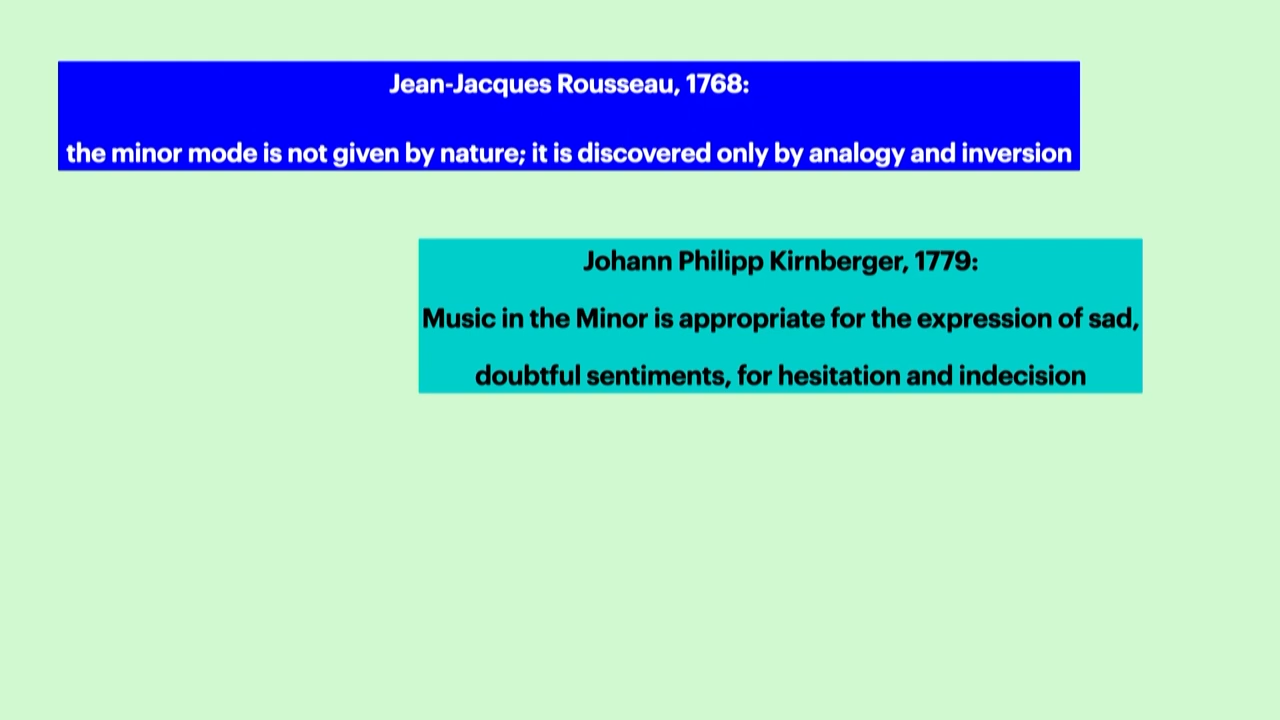 Jean-Jacques Rousseau, 1768:
the minor mode is not given by nature; it is discovered only by analogy and inversion
Johann Philipp Kirnberger, 1779:
Music in the Minor is appropriate for the expression of sad,
doubtful sentiments, for hesitation and indecision